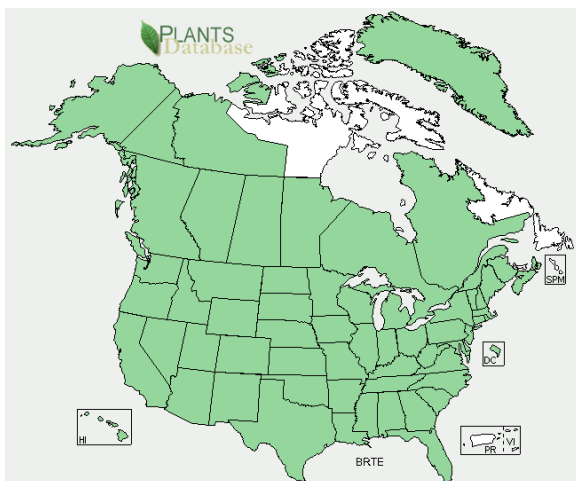 PLANTS
Database
SPM
DC
HI
PR
VI
BRTE